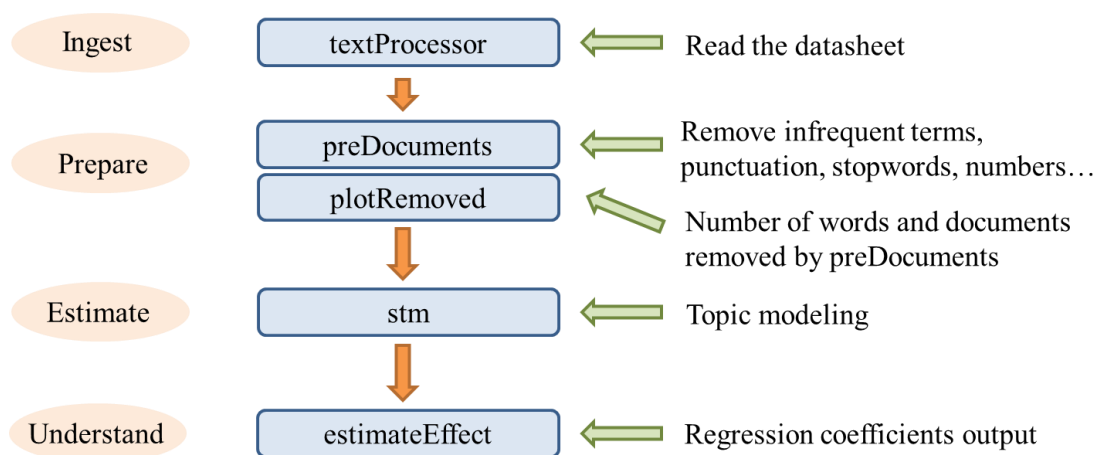 Ingest
textProcessor
Read the datasheet
Prepare
preDocuments
Remove infrequent terms,
punctuation, stopwords, numbers…
plotRemoved
Number of words and documents
removed by preDocuments
Estimate
stm
Topic modeling
Understand
estimateEffect
Regression coefficients output